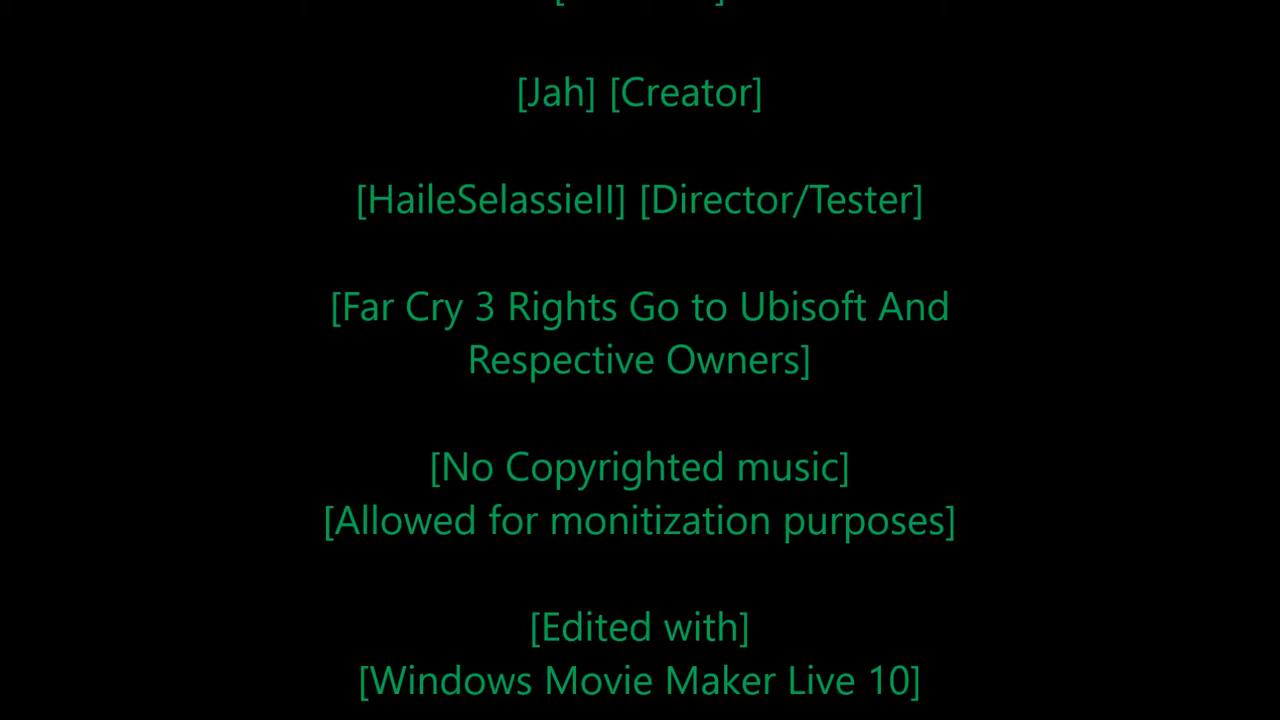 [Jah] [Creator]
[HaileSelassieII] [Director/Tester]
[Far Cry 3 Rights Go to Ubisoft And
Respective Owners]
[No Copyrighted music]
[Allowed for monitization purposes]
[Edited with]
[Windows Movie Maker Live 10]